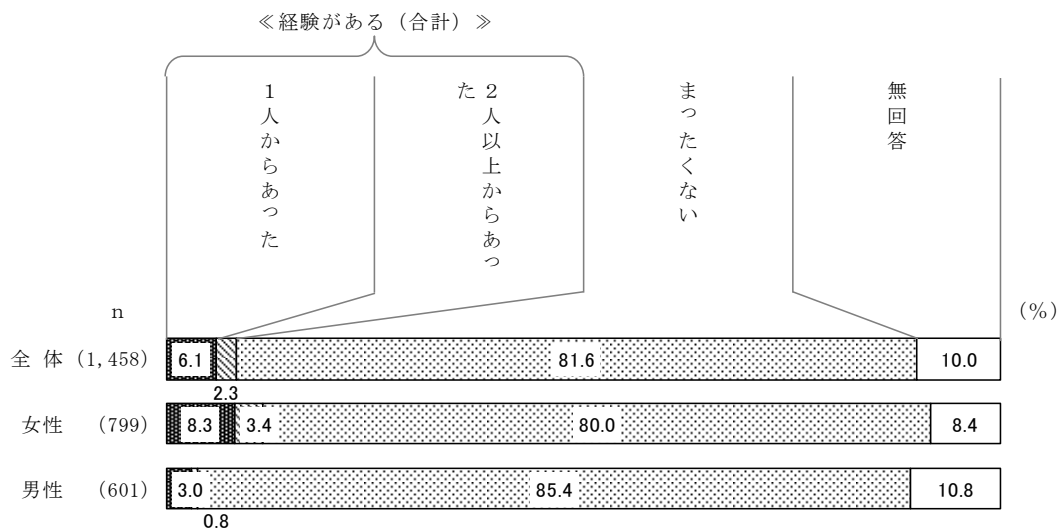 ≪経験がある（合計）≫
１人からあった
２人以上からあっ
た
まったくない
無回答
n
(%)
全 体 (1,458)
6.1
2.3
81.6
10.0
女性 (799)
8.3
3.4
80.0
8.4
男性 (601)
3.0
0.8
85.4
10.8